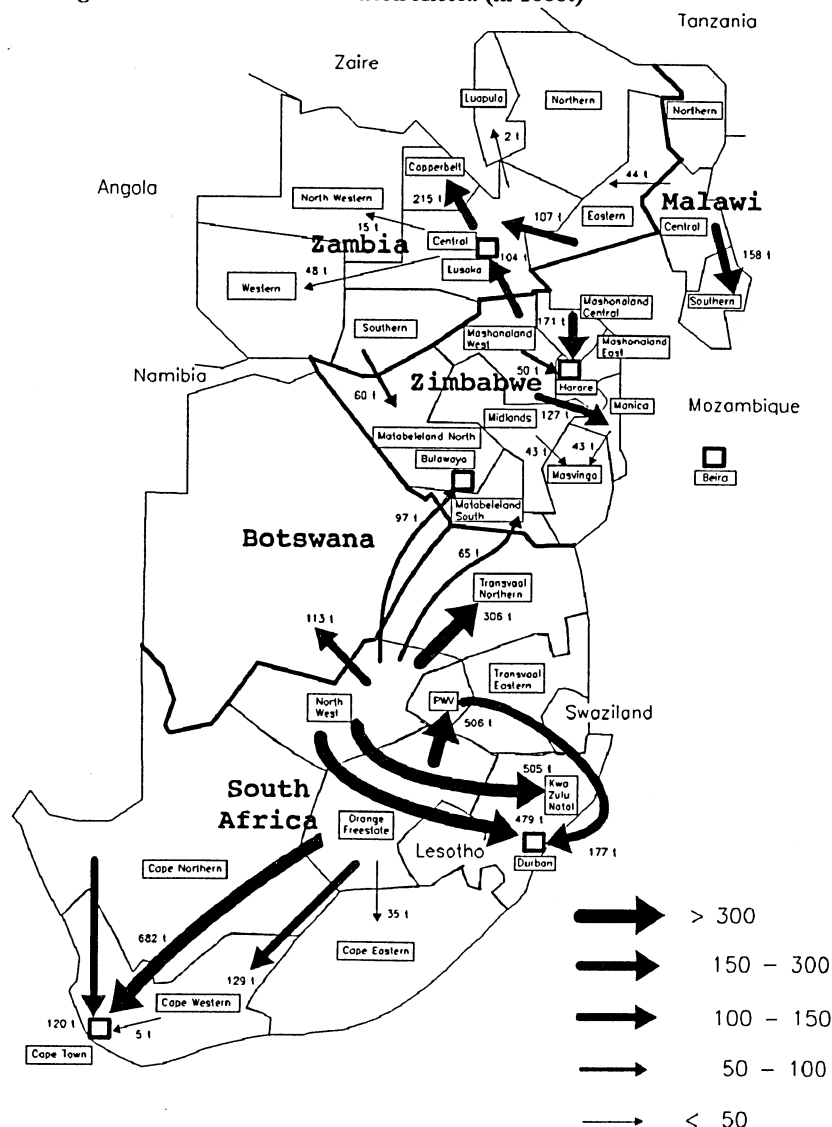 Tanzania
Zaire
Luapula
Northern
Northern
2 t
Copperbelt
44 t
Angola
North Western
215 t
Malawi
15 t
107
Eastern
Central
Zambia
Central
158 t
48 t
Lusaka
104 t
Western
Southern
Mashonaland
Central
Southern
Mashonaland
West
171 t
Mashonaland
East
Namibia
50 t
Zimbabwe
Harare
60 t
Midlands
127 t
Manica
Mozambique
Matabeleland North
43 t
43 t
Bulawayo
Masvingo
Beira
Matabeleland
South
97 t
Botswana
65 t
Transvaal
Northern
113 t
306 t
Transvaal
Eastern
North
West
PWV
506 t
Swaziland
505 t
Kwa
Zulu
Natal
South
Africa
479 t
Orange
Freestate
Lesotho
Durban
177 t
Cape Northern
35 t
> 300
682 t
Cape Eastern
150 - 300
129 t
Cape Western
120 t
5 t
100 - 150
Cape Town
50 - 100
< 50